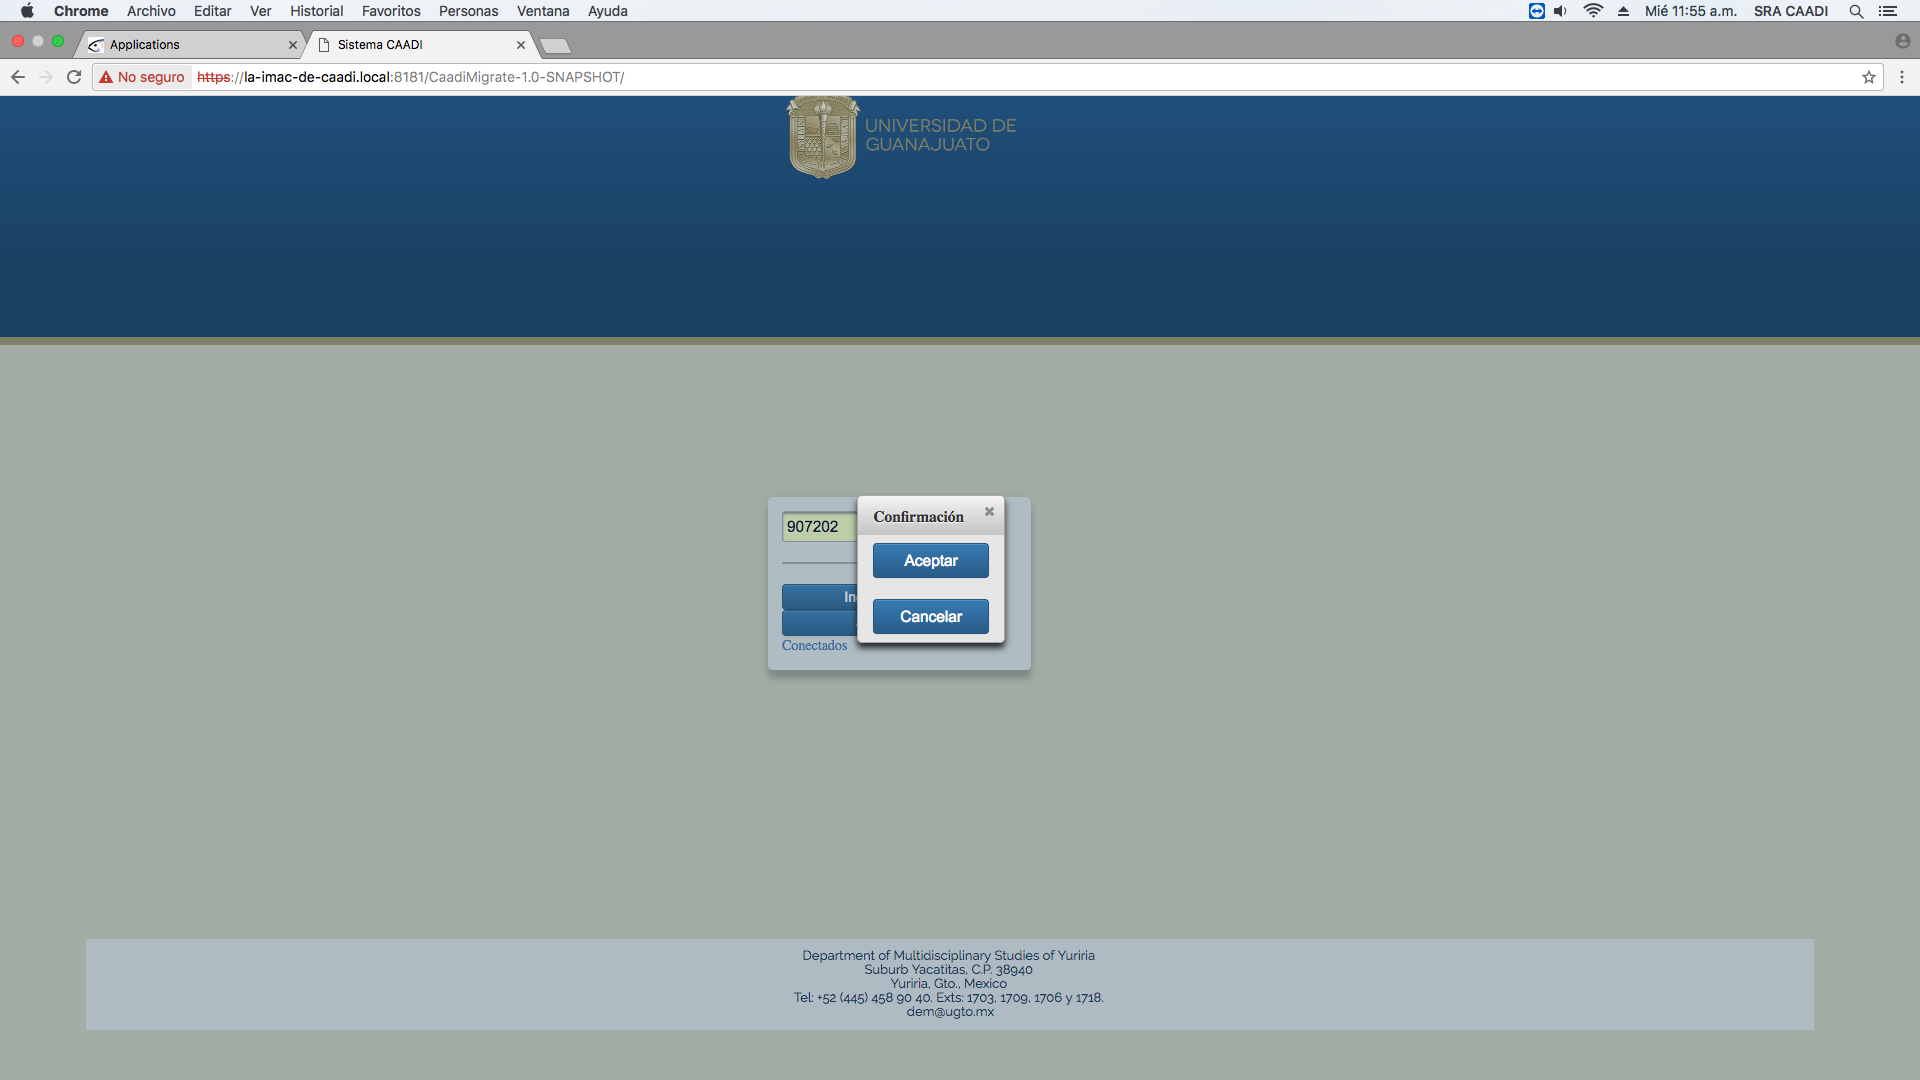 Chrome Archivo Editar Ver Historial Favoritos Personas Ventana Ayuda Mié 11:55 a.m. SRA CAADI
Applications Sistema CAADI
No seguro https://la-imac-de-caadi.local:8181/CaadiMigrate-1.0-SNAPSHOT/
UNIVERSIDAD DE
GUANAJUATO
Confirmación
907202
Aceptar
Cancelar
Conectados
Department of Multidisciplinary Studies of Yuriria
Suburb Yacatitas, C.P. 38940
Yuriria, Gto., Mexico
Tel: +52 (445) 458 90 40. Exts: 1703, 1709, 1706 y 1718.
dem@ugto.mx